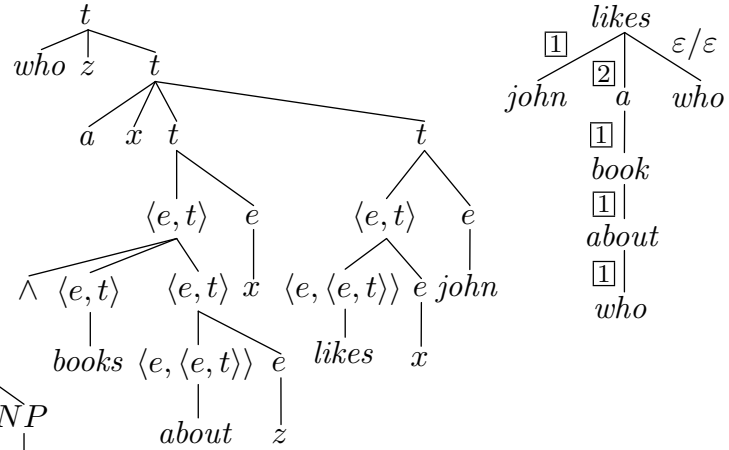 t likes
1 ε/ε
who z t
2
john a who
a x t t
1
book
⟨e, t⟩ e ⟨e, t⟩ e
1
about
1
∧ ⟨e, t⟩ ⟨e, t⟩ x ⟨e, ⟨e, t⟩⟩ e john
who
books ⟨e, ⟨e, t⟩⟩ e likes x
NP
about z